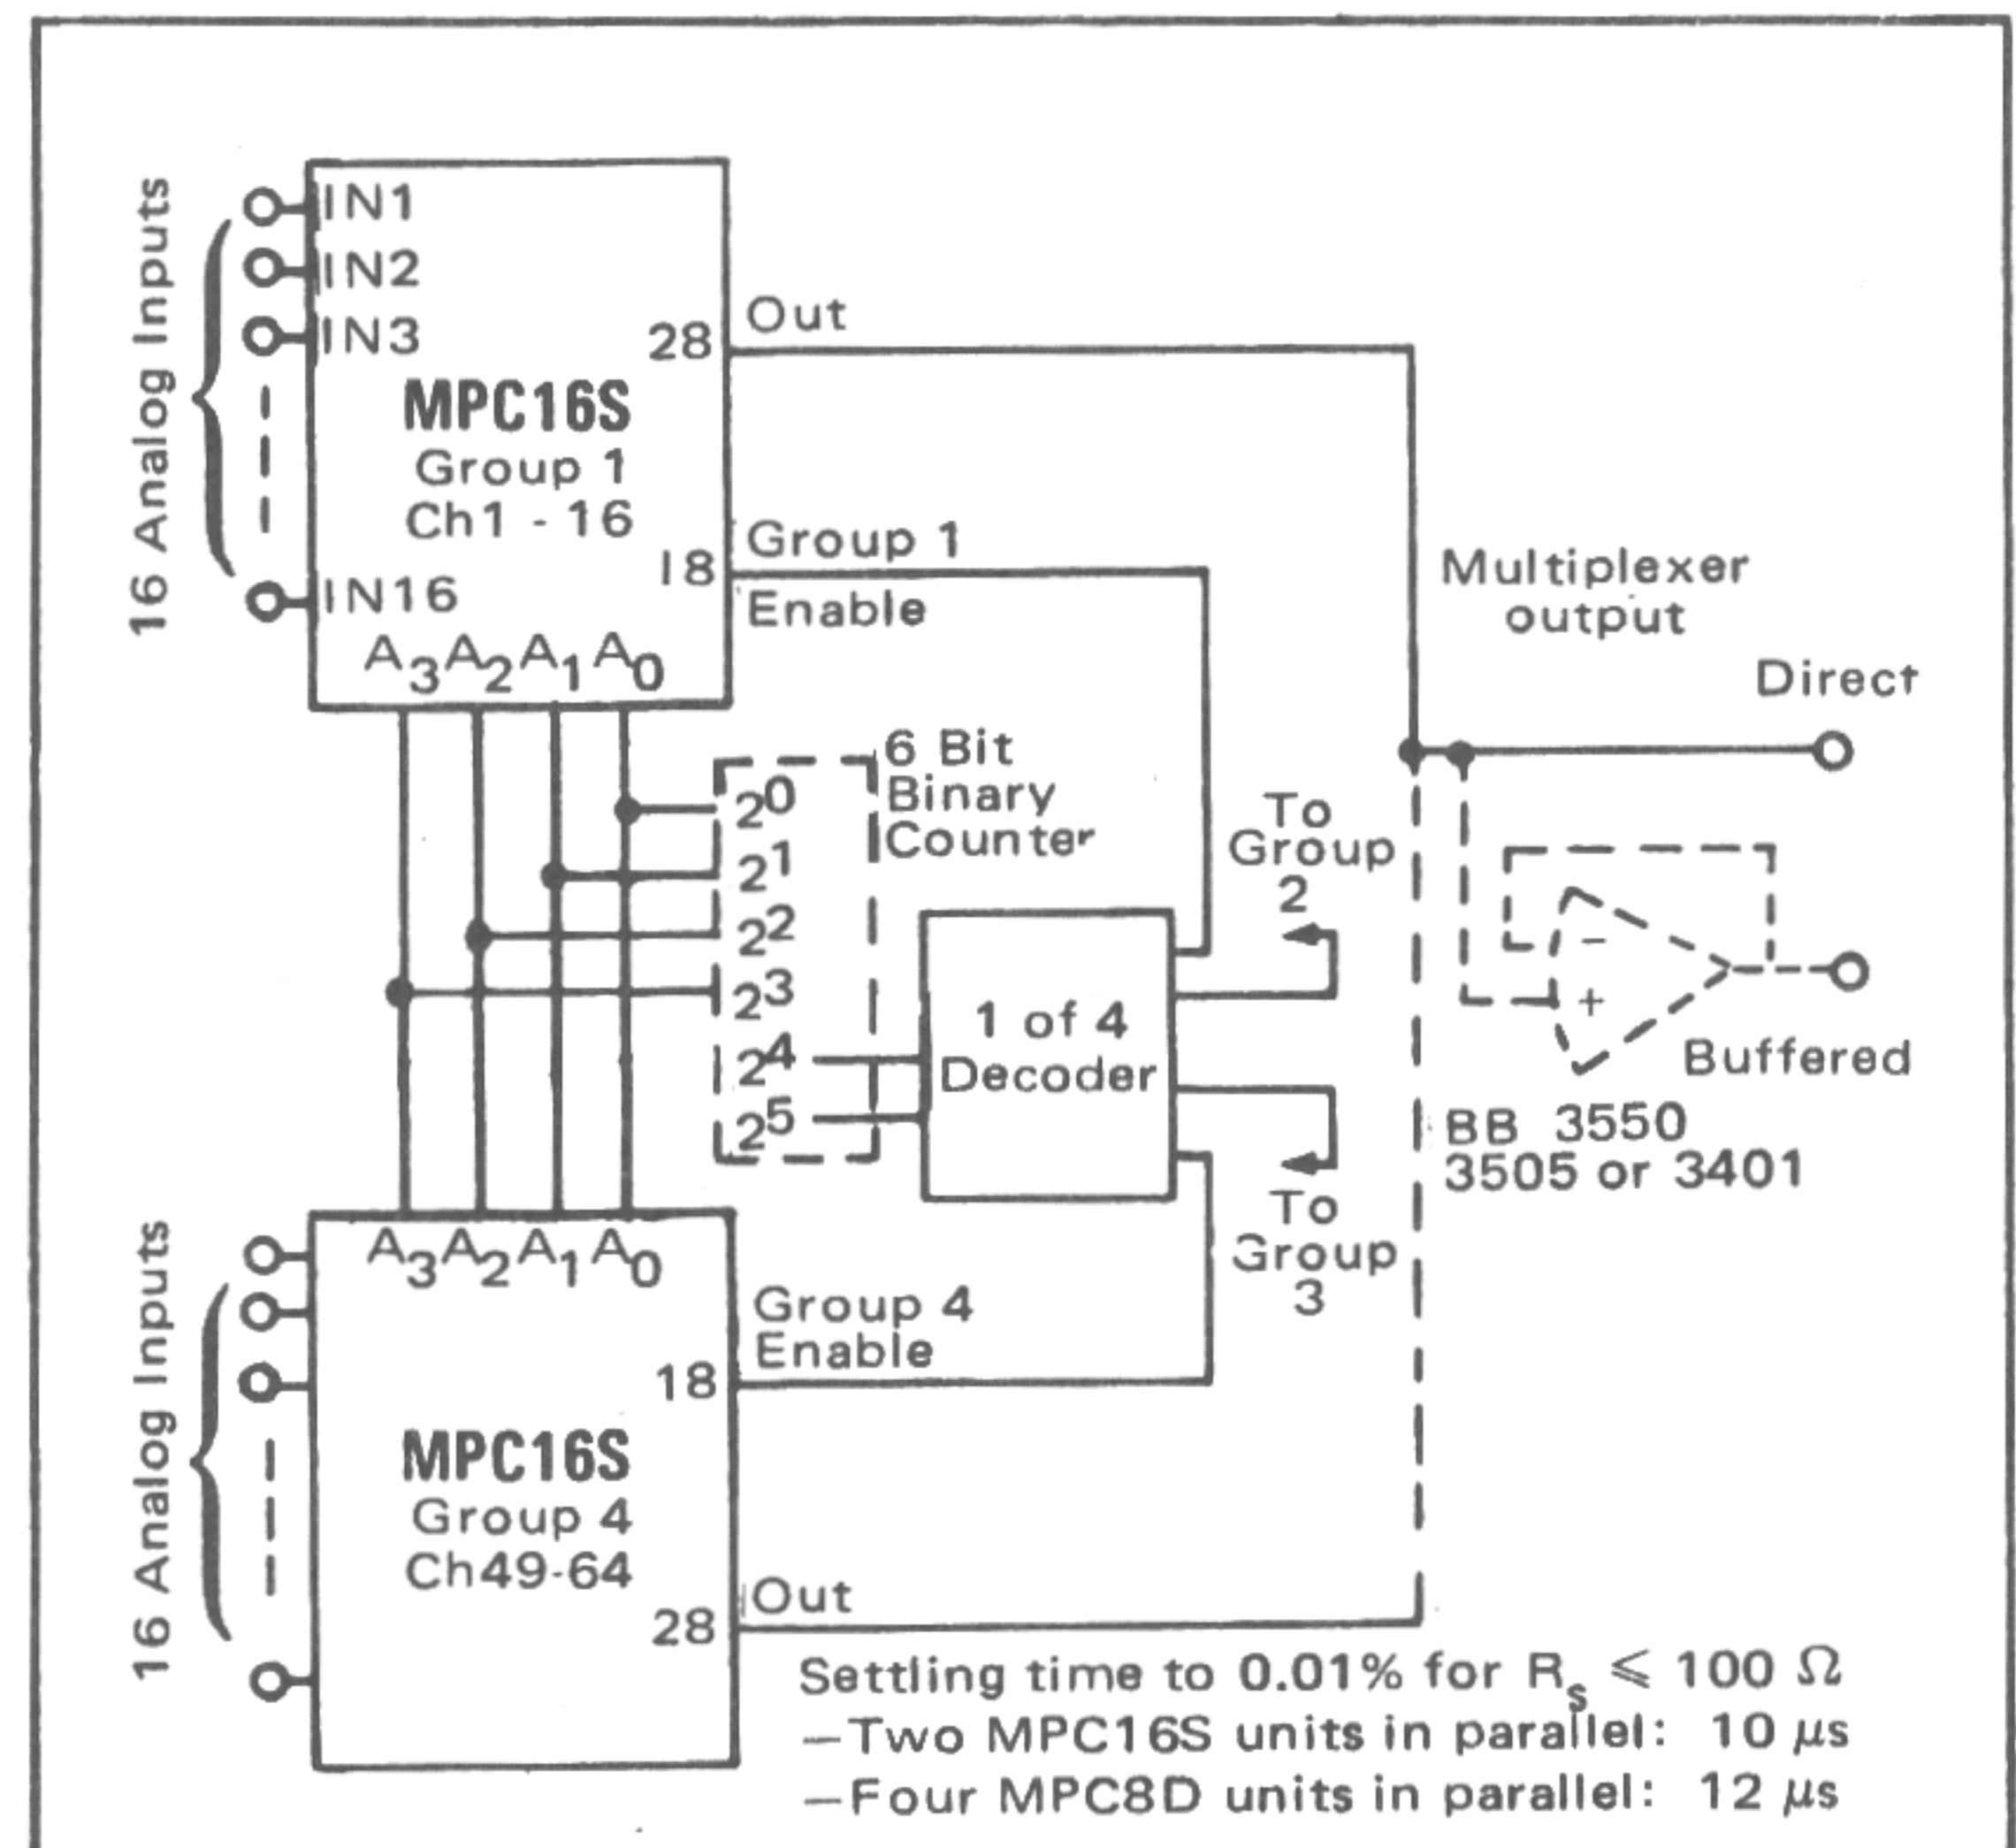 16 Analog Inputs
IN1
IN2
IN3
IN16
28
Out
MPC16S
Group 1
Ch1 - 16
18
Group 1
Enable
A3 A2 A1 A0
Multiplexer
output
Direct
6 Bit
Binary
Counter
2^0
2^1
2^2
2^3
2^4
2^5
1 of 4
Decoder
To
Group
2
To
Group
3
−
+
Buffered
BB 3550
3505 or 3401
16 Analog Inputs
A3 A2 A1 A0
Group 4
Enable
18
MPC16S
Group 4
Ch49-64
28
Out
Settling time to 0.01% for Rs ⩽ 100 Ω
—Two MPC16S units in parallel: 10 μs
—Four MPC8D units in parallel: 12 μs